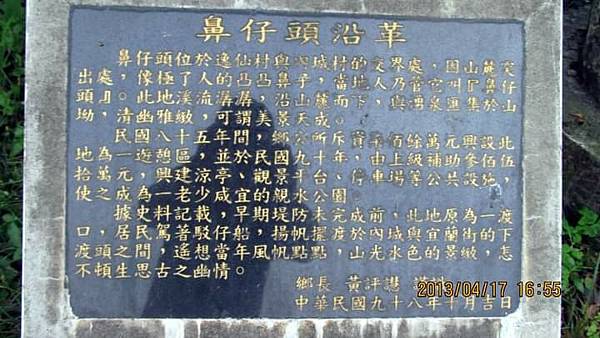 鼻仔頭沿革
鼻仔頭位於逸仙村與內城村的交界處，因山麓突
出處，像極了人的凸凸鼻子，當地人乃管它叫『鼻仔
頭』。此地溪流潺潺，沿山麓而下，與湧泉匯集於山
坳，清幽雅緻，可謂美景天成。
民國八十五年間，鄉公所斥資 佰餘萬元興設此
地為一遊憩區，並於民國九十年，由上級補助參佰伍
拾萬元，興建涼亭、觀景平台、停車場等公共設施，
使之成為一老少咸宜的親水公園。
據史料記載，早期堤防未完成前，此地原為一渡
口，居民駕著駁仔船，揚帆擺渡於內城與宜蘭街的下
渡頭之間，遙想當年風帆點點，山光水色的景緻，怎
不頓生思古之幽情。
鄉長 黃評
中華民國九十八年十月吉日
2013/04/17 16:55